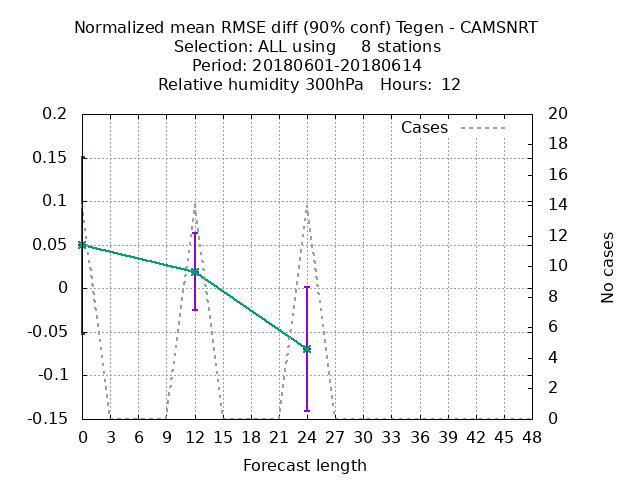 Normalized mean RMSE diff (90% conf) Tegen - CAMSNRT
Selection: ALL using 8 stations
Period: 20180601-20180614
Relative humidity 300hPa Hours: 12
Cases
0.2
0.15
0.1
0.05
0
-0.05
-0.1
-0.15
20
18
16
14
12
10
8
6
4
2
0
No cases
0 3 6 9 12 15 18 21 24 27 30 33 36 39 42 45 48
Forecast length